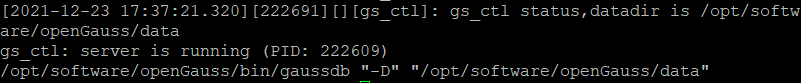 [2021-12-23 17:37:21.320][222691][][gs_ctl]: gs_ctl status,datadir is /opt/softw
are/openGauss/data
gs_ctl: server is running (PID: 222609)
/opt/software/openGauss/bin/gaussdb "-D" "/opt/software/openGauss/data"